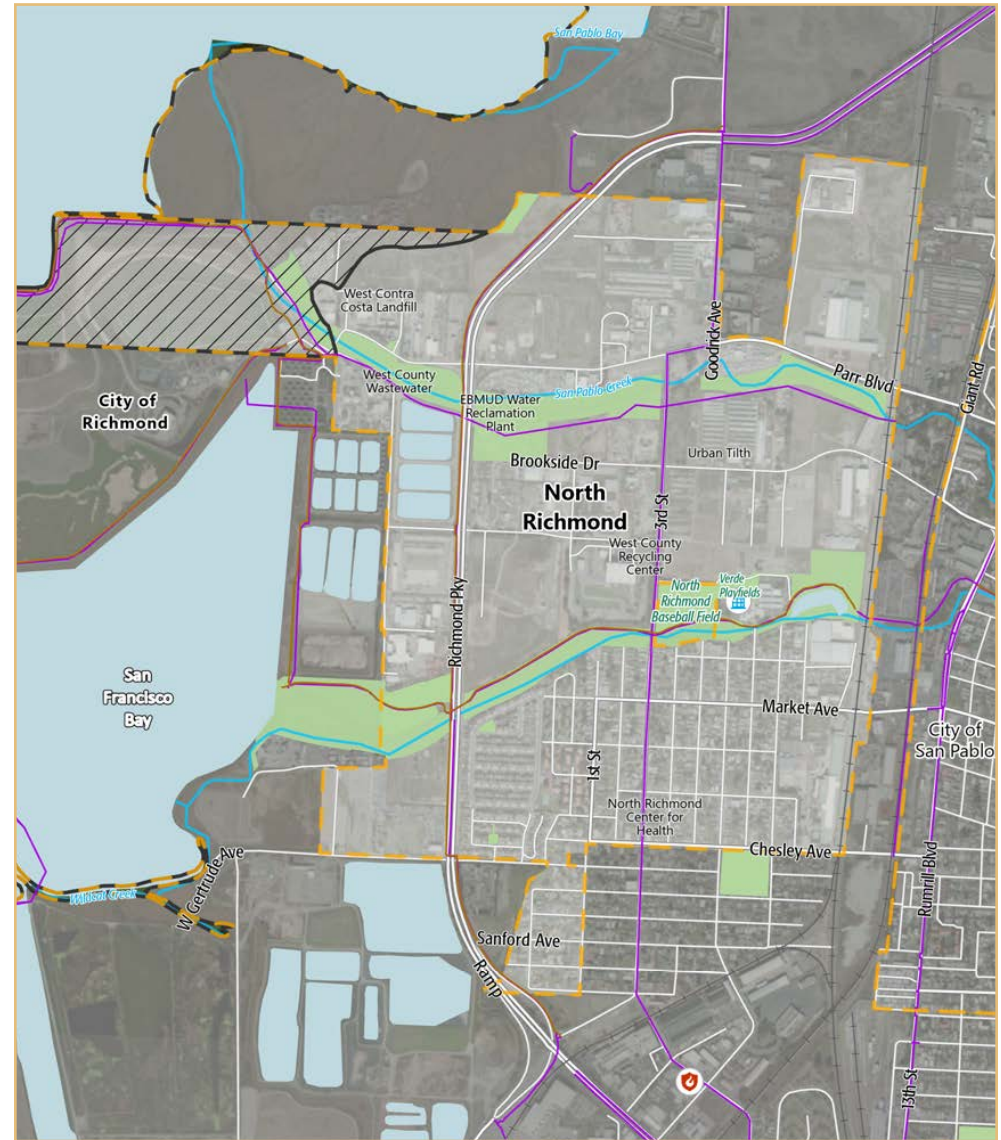 San Pablo Bay
West Contra
Costa Landfill
Goodrick Ave
West County
Wastewater
San Pablo Creek
Parr Blvd
Giant Rd
City of
Richmond
EBMUD Water
Reclamation
Plant
Brookside Dr
Urban Tilth
North
Richmond
3rd St
West County
Recycling
Center
North
Richmond
Baseball Field
Verde
Playfields
Richmond Pky
San
Francisco
Bay
Market Ave
City of
San Pablo
1st St
North Richmond
Center for
Health
Chesley Ave
Rumrill Blvd
Wildcat Creek
W Gertrude Ave
Sanford Ave
Ramp
13th St